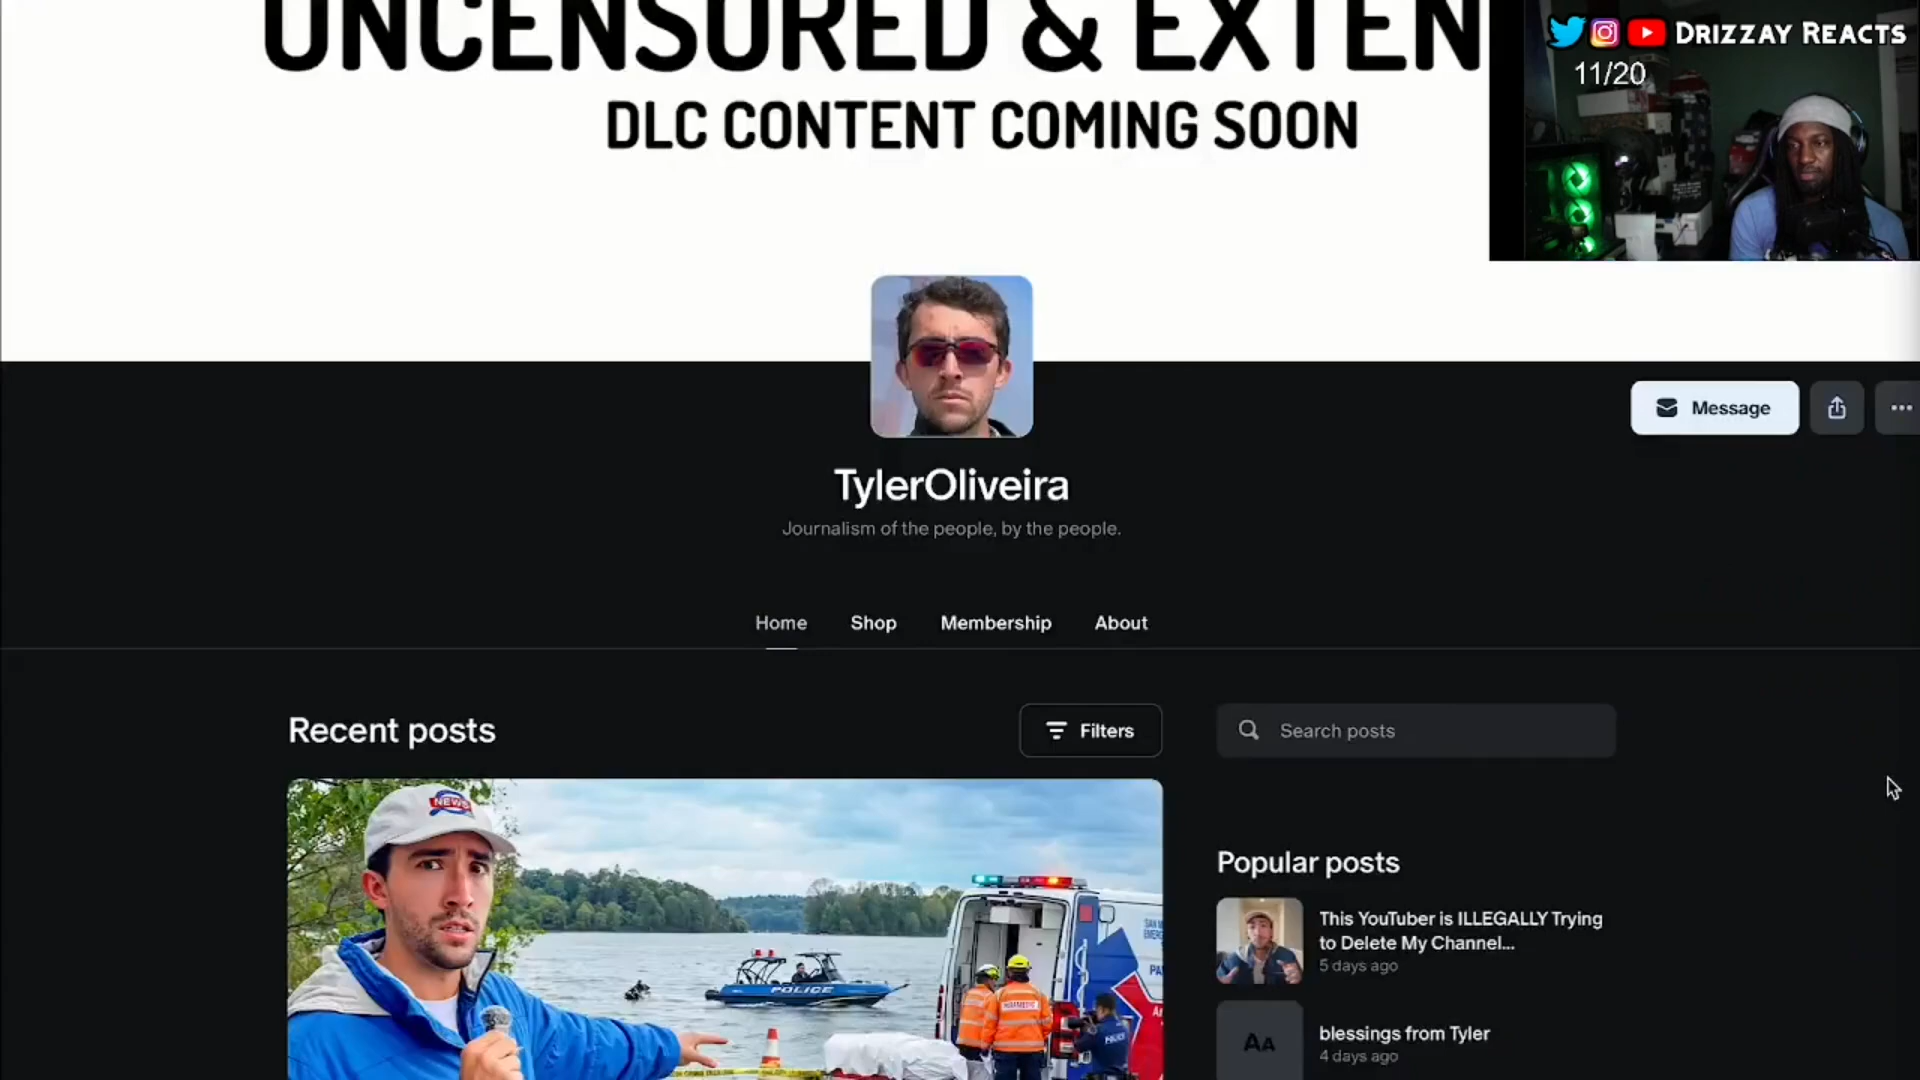 UNCENSORED & EXTEN
DLC CONTENT COMING SOON
DRIZZAY REACTS
11/20
Message
TylerOliveira
Journalism of the people, by the people.
Home
Shop
Membership
About
Recent posts
Filters
Search posts
NEWS
POLICE
PARAMEDIC
Popular posts
This YouTuber is ILLEGALLY Trying
to Delete My Channel...
5 days ago
AA
blessings from Tyler
4 days ago